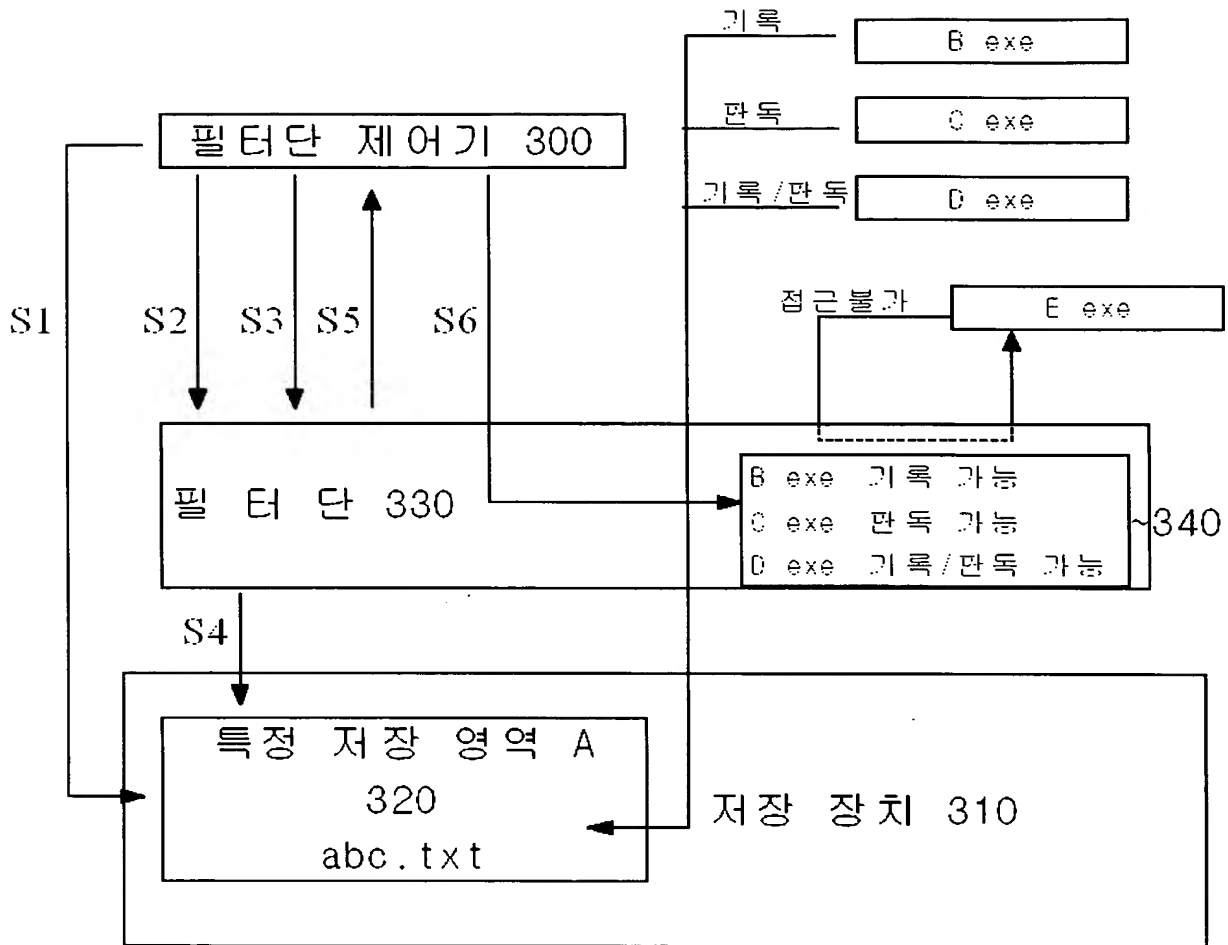 기록
B exe
판독
C exe
필터단 제어기 300
기록/판독
D exe
S1
S2
S3
S5
S6
접근불가
E exe
필 터 단 330
B exe 기록 가능
C exe 판독 가능
D exe 기록/판독 가능
~340
S4
특정 저장 영역 A
320
abc.txt
저장 장치 310